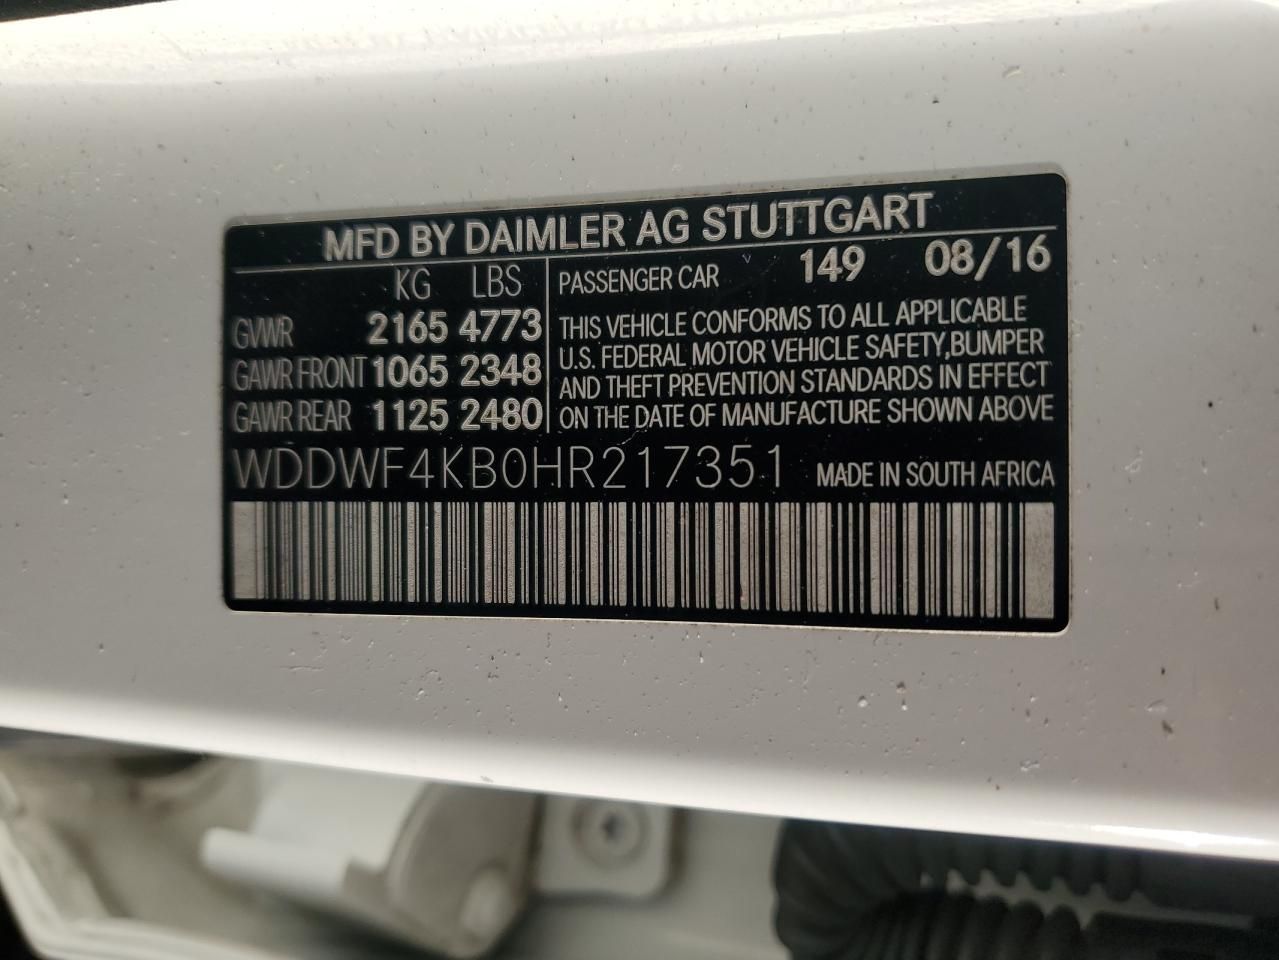 MFD BY DAIMLER AG STUTTGART
KG LBS
GVWR 2165 4773
GAWR FRONT 1065 2348
GAWR REAR 1125 2480
PASSENGER CAR 149 08/16
THIS VEHICLE CONFORMS TO ALL APPLICABLE
U.S. FEDERAL MOTOR VEHICLE SAFETY,BUMPER
AND THEFT PREVENTION STANDARDS IN EFFECT
ON THE DATE OF MANUFACTURE SHOWN ABOVE
WDDWF4KB0HR217351 MADE IN SOUTH AFRICA